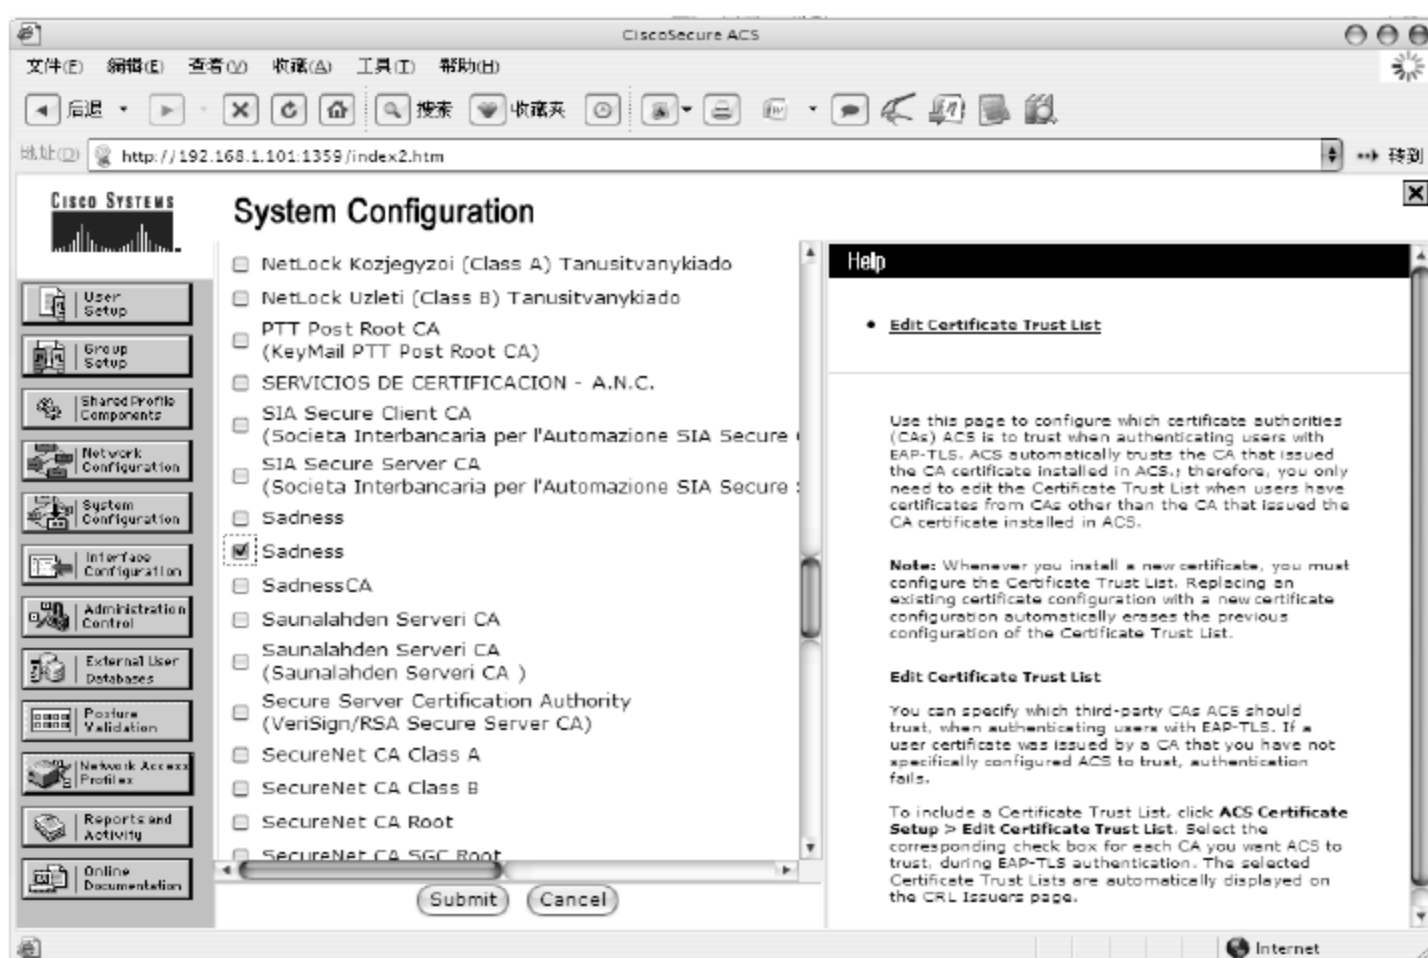 CiscoSecure ACS
文件(F) 编辑(E) 查看(V) 收藏(A) 工具(T) 帮助(H)
后退 搜索 收藏夹
地址(D) http://192.168.1.101:1359/index2.htm 转到
CISCO SYSTEMS
System Configuration
User Setup
Group Setup
Shared Profile Components
Network Configuration
System Configuration
Interface Configuration
Administration Control
External User Databases
Posture Validation
Network Access Profiles
Reports and Activity
Online Documentation
NetLock Kozjegyzoi (Class A) Tanusitvanykiado
NetLock Uzleti (Class B) Tanusitvanykiado
PTT Post Root CA
(KeyMail PTT Post Root CA)
SERVICIOS DE CERTIFICACION - A.N.C.
SIA Secure Client CA
(Societa Interbancaria per l'Automazione SIA Secure
SIA Secure Server CA
(Societa Interbancaria per l'Automazione SIA Secure
Sadness
Sadness
SadnessCA
Saunalahden Serveri CA
Saunalahden Serveri CA
(Saunalahden Serveri CA )
Secure Server Certification Authority
(VeriSign/RSA Secure Server CA)
SecureNet CA Class A
SecureNet CA Class B
SecureNet CA Root
SecureNet CA SGC Root
Submit Cancel
Help
Edit Certificate Trust List
Use this page to configure which certificate authorities
(CAs) ACS is to trust when authenticating users with
EAP-TLS. ACS automatically trusts the CA that issued
the CA certificate installed in ACS.; therefore, you only
need to edit the Certificate Trust List when users have
certificates from CAs other than the CA that issued the
CA certificate installed in ACS.
Note: Whenever you install a new certificate, you must
configure the Certificate Trust List. Replacing an
existing certificate configuration with a new certificate
configuration automatically erases the previous
configuration of the Certificate Trust List.
Edit Certificate Trust List
You can specify which third-party CAs ACS should
trust, when authenticating users with EAP-TLS. If a
user certificate was issued by a CA that you have not
specifically configured ACS to trust, authentication
fails.
To include a Certificate Trust List, click ACS Certificate
Setup > Edit Certificate Trust List. Select the
corresponding check box for each CA you want ACS to
trust, during EAP-TLS authentication. The selected
Certificate Trust Lists are automatically displayed on
the CRL Issuers page.
Internet